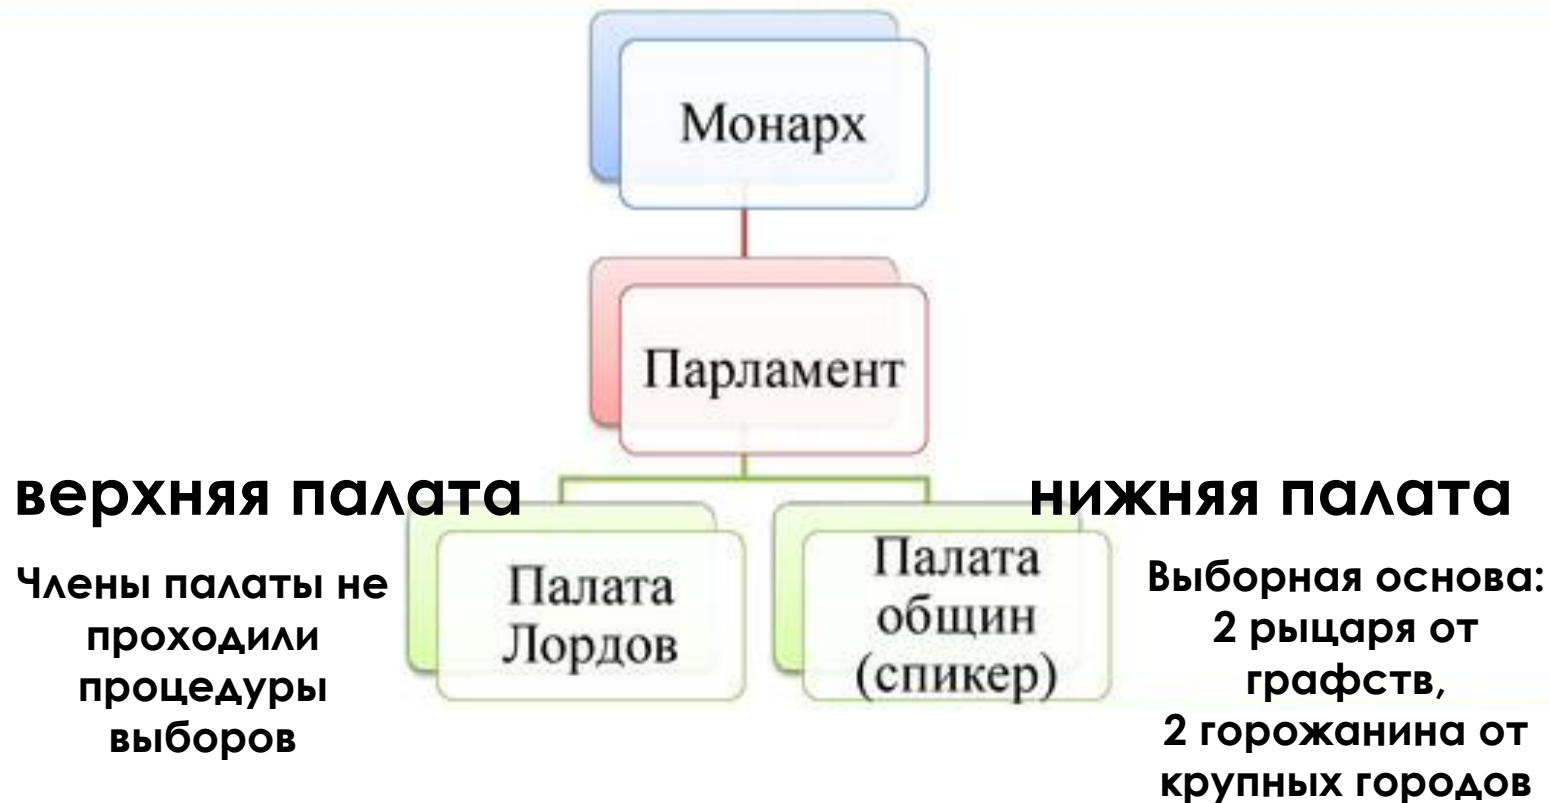 Монарх
Парламент
верхняя палата
нижняя палата
Члены палаты не
проходили
процедуры
выборов
Палата
Лордов
Палата
общин
(спикер)
Выборная основа:
2 рыцаря от
графств,
2 горожанина от
крупных городов